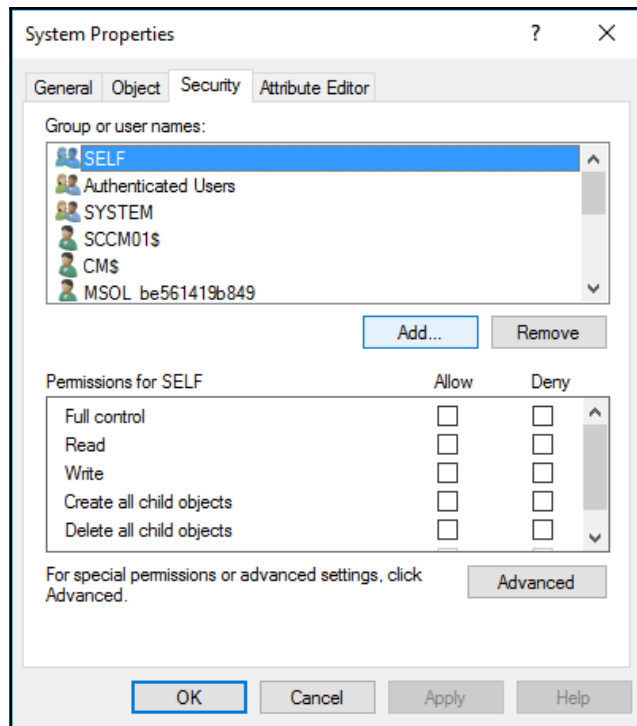 System Properties
?
General Object Security Attribute Editor
Group or user names:
SELF
Authenticated Users
SYSTEM
SCCM01$
CM$
MSOL_be561419b849
Add... Remove
Permissions for SELF Allow Deny
Full control
Read
Write
Create all child objects
Delete all child objects
For special permissions or advanced settings, click
Advanced.
Advanced
OK Cancel Apply Help